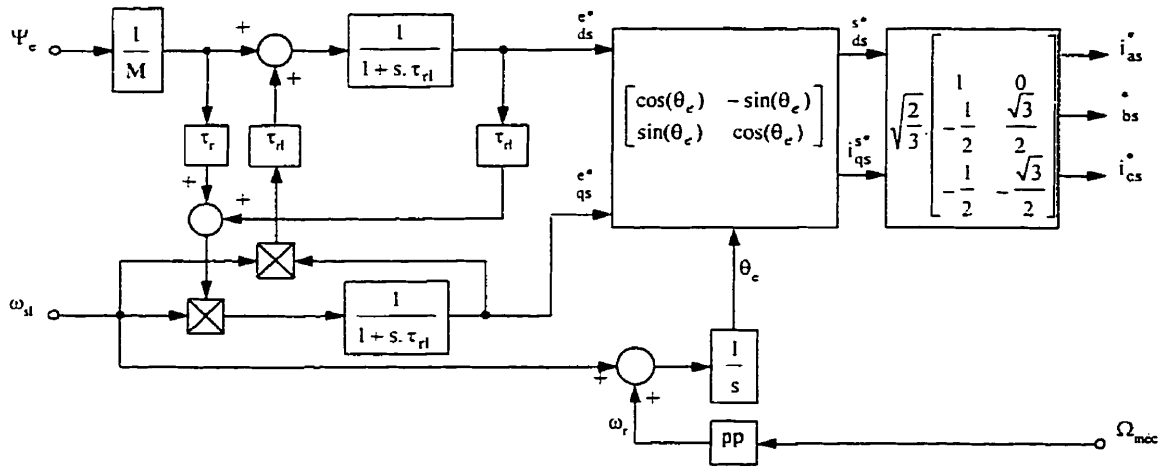 Ψe
1/M
+
+
1/(1 + s. τrl)
e*
ds
s*
ds
i*as
[cos(θe) −sin(θe)]
[sin(θe) cos(θe)]
√(2/3).
[1 0]
[−1/2 √3/2]
[−1/2 −√3/2]
*
bs
i*cs
τr
τrl
τrl
+
+
e*
qs
i s*qs
ωsl
1/(1 + s. τrl)
θe
+
+
1/s
ωr
pp
Ωmec